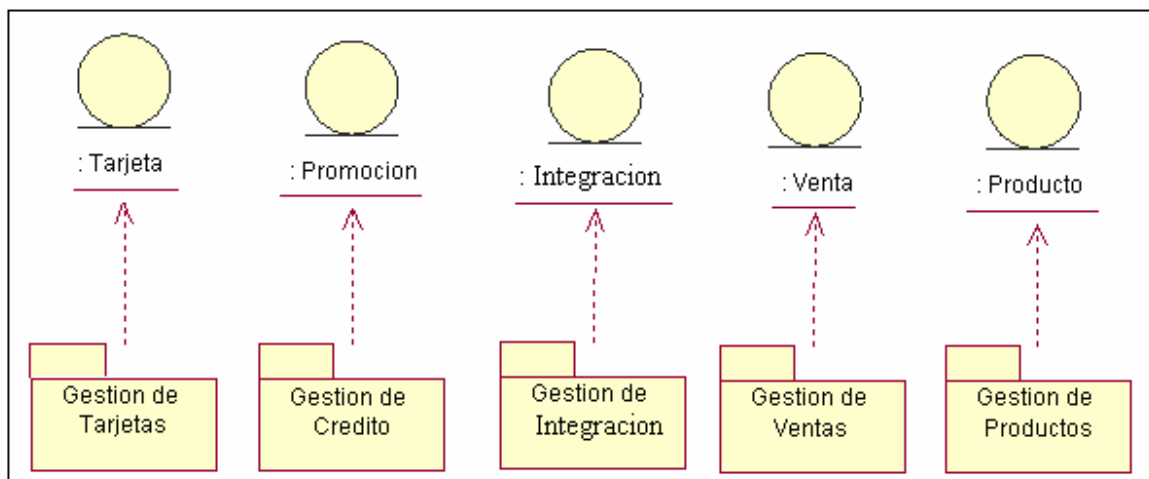 : Tarjeta
: Promocion
: Integracion
: Venta
: Producto
Gestion de
Tarjetas
Gestion de
Credito
Gestion de
Integracion
Gestion de
Ventas
Gestion de
Productos